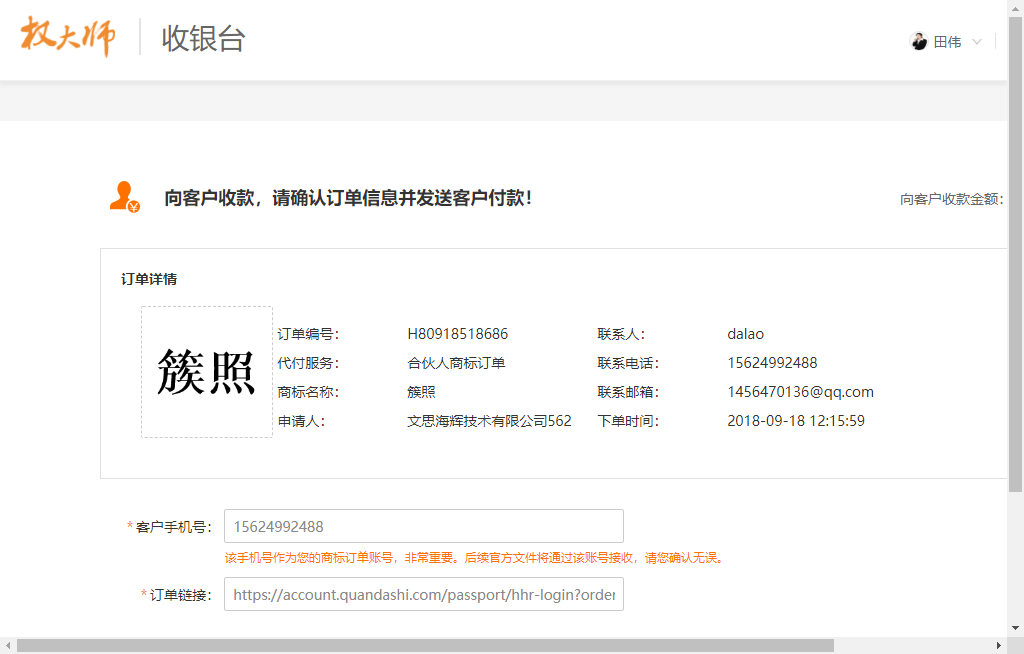 权大师 收银台 田伟
向客户收款，请确认订单信息并发送客户付款！ 向客户收款金额：
订单详情
簇照
订单编号： H80918518686 联系人： dalao
代付服务： 合伙人商标订单 联系电话： 15624992488
商标名称： 簇照 联系邮箱： 1456470136@qq.com
申请人： 文思海辉技术有限公司562 下单时间： 2018-09-18 12:15:59
*客户手机号： 15624992488
该手机号作为您的商标订单账号，非常重要。后续官方文件将通过该账号接收，请您确认无误。
*订单链接： https://account.quandashi.com/passport/hhr-login?order